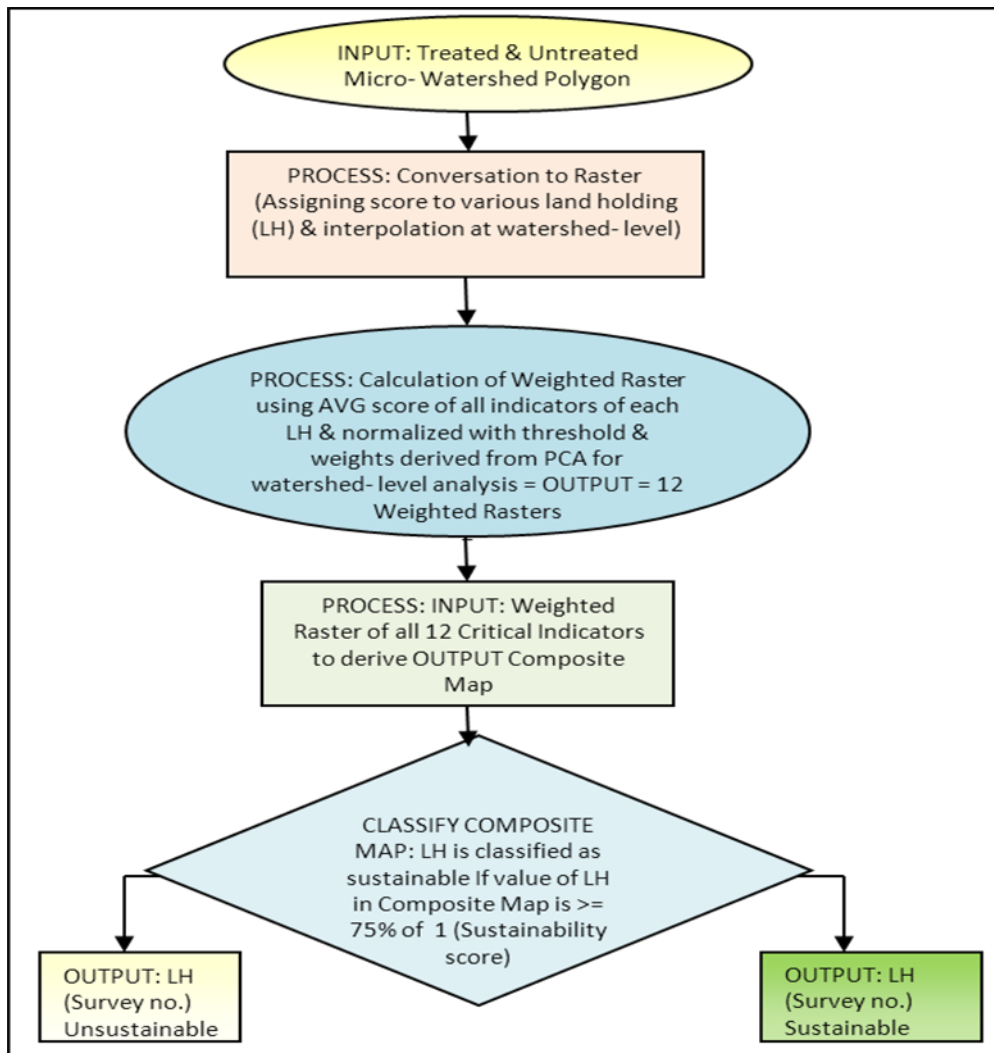 INPUT: Treated & Untreated
Micro- Watershed Polygon
PROCESS: Conversation to Raster
(Assigning score to various land holding
(LH) & interpolation at watershed- level)
PROCESS: Calculation of Weighted Raster
using AVG score of all indicators of each
LH & normalized with threshold &
weights derived from PCA for
watershed- level analysis = OUTPUT = 12
Weighted Rasters
PROCESS: INPUT: Weighted
Raster of all 12 Critical Indicators
to derive OUTPUT Composite
Map
CLASSIFY COMPOSITE
MAP: LH is classified as
sustainable If value of LH
in Composite Map is >=
75% of 1 (Sustainability
score)
OUTPUT: LH
(Survey no.)
Unsustainable
OUTPUT: LH
(Survey no.)
Sustainable